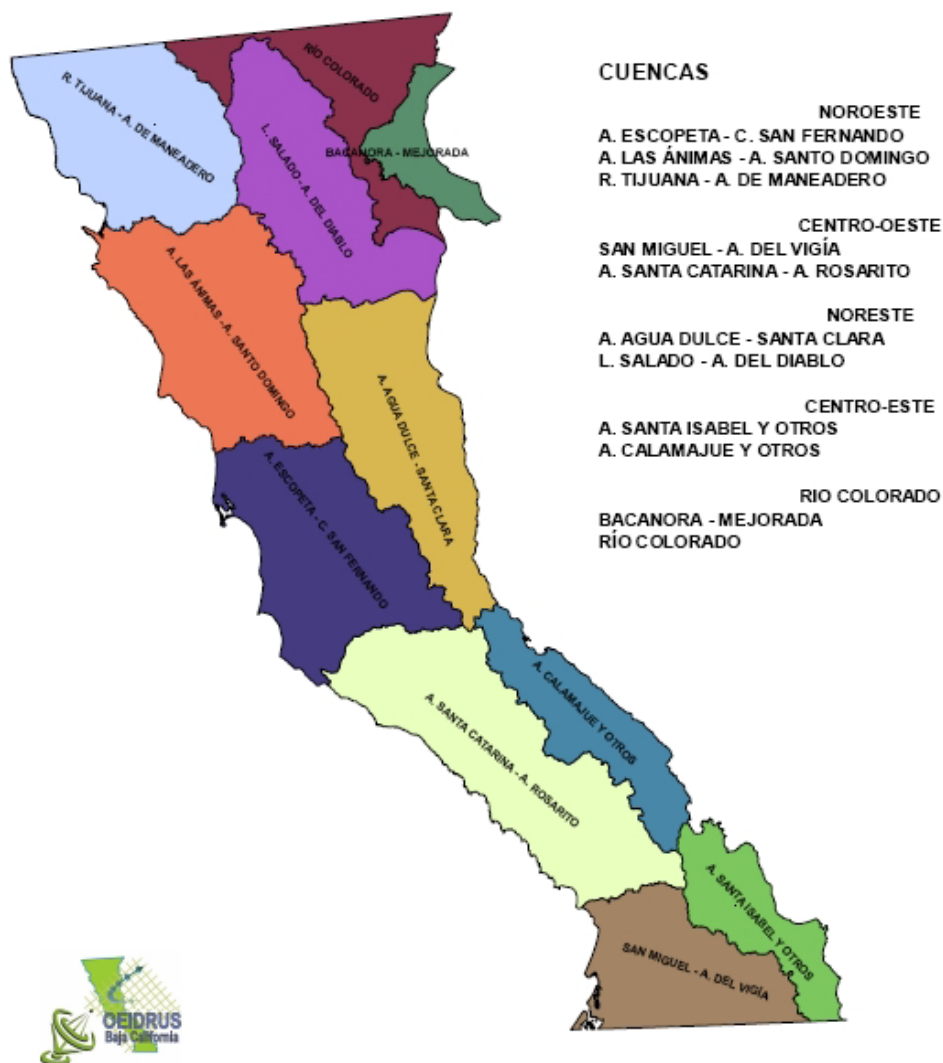 RÍO COLORADO
R. TIJUANA - A. DE MANEADERO
BACANORA - MEJORADA
L. SALADO - A. DEL DIABLO
A. LAS ÁNIMAS - A. SANTO DOMINGO
A. AGUA DULCE - SANTA CLARA
A. ESCOPETA - C. SAN FERNANDO
A. CALAMAJUE Y OTROS
A. SANTA CATARINA - A. ROSARITO
A. SANTA ISABEL Y OTROS
SAN MIGUEL - A. DEL VIGÍA
CUENCAS
NOROESTE
A. ESCOPETA - C. SAN FERNANDO
A. LAS ÁNIMAS - A. SANTO DOMINGO
R. TIJUANA - A. DE MANEADERO
CENTRO-OESTE
SAN MIGUEL - A. DEL VIGÍA
A. SANTA CATARINA - A. ROSARITO
NORESTE
A. AGUA DULCE - SANTA CLARA
L. SALADO - A. DEL DIABLO
CENTRO-ESTE
A. SANTA ISABEL Y OTROS
A. CALAMAJUE Y OTROS
RIO COLORADO
BACANORA - MEJORADA
RÍO COLORADO
OEIDRUS
Baja California